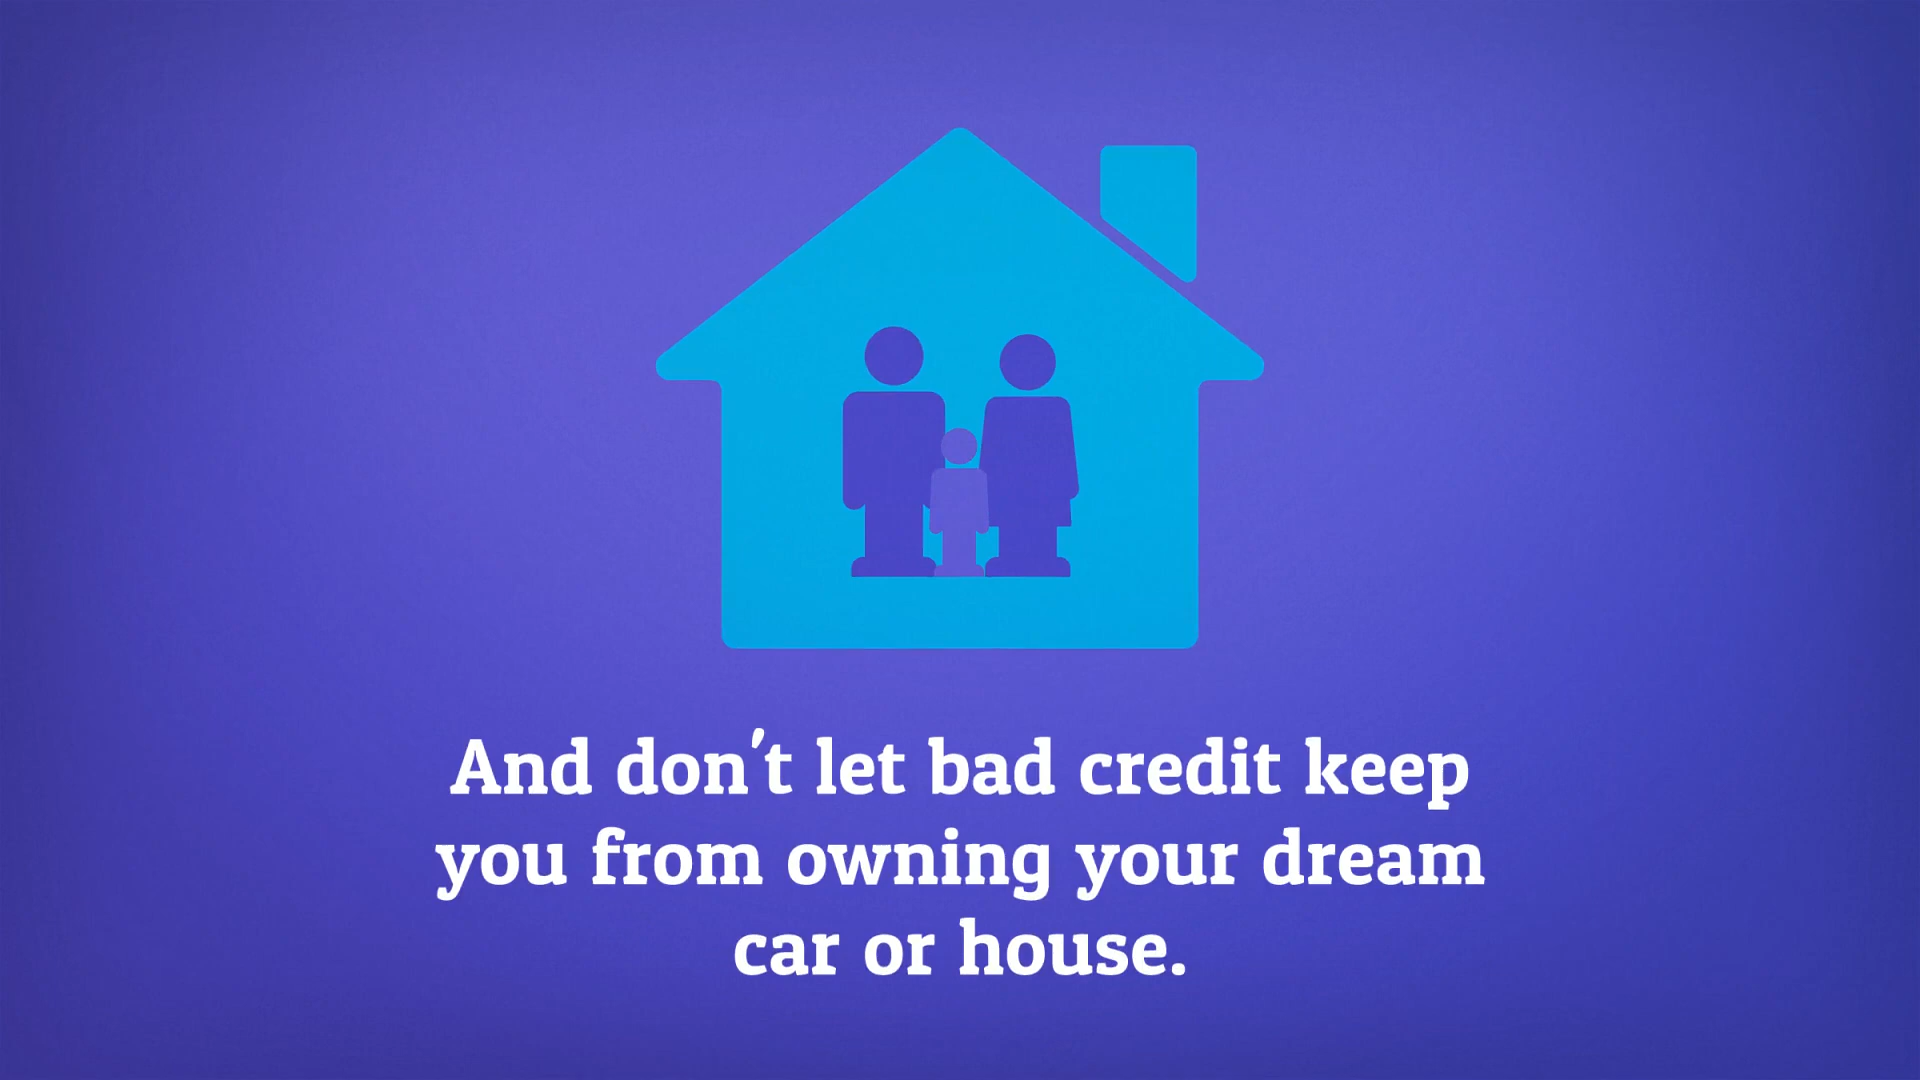 And don't let bad credit keep
you from owning your dream
car or house.